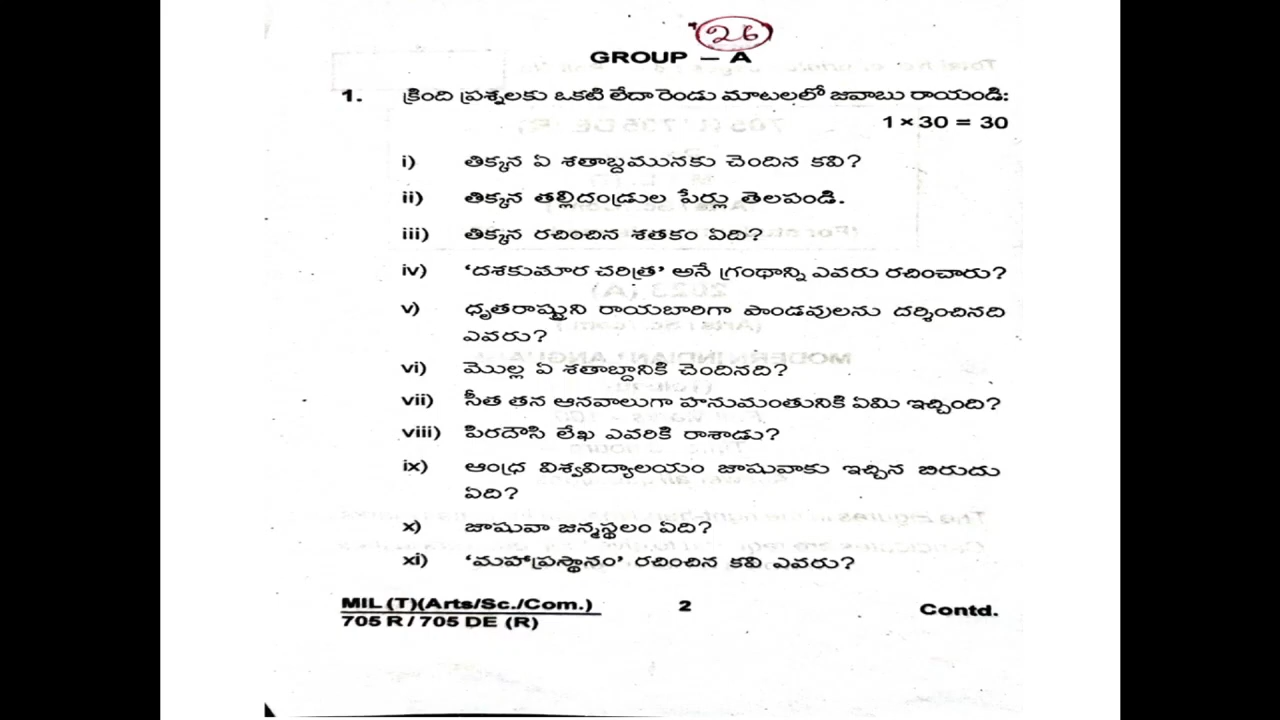 26
GROUP – A
1. క్రింది ప్రశ్నలకు ఒకటి లేదా రెండు మాటలలో జవాబు రాయండి:
1 × 30 = 30
i) తిక్కన ఏ శతాబ్దమునకు చెందిన కవి?
ii) తిక్కన తల్లిదండ్రుల పేర్లు తెలపండి.
iii) తిక్కన రచించిన శతకం ఏది?
iv) 'దశకుమార చరిత్ర' అనే గ్రంథాన్ని ఎవరు రచించారు?
v) ధృతరాష్ట్రుని రాయబారిగా పాండవులను దర్శించినది
ఎవరు?
vi) మొల్ల ఏ శతాబ్దానికి చెందినది?
vii) సీత తన ఆనవాలుగా హనుమంతునికి ఏమి ఇచ్చింది?
viii) పిరదౌసి లేఖ ఎవరికి రాశాడు?
ix) ఆంధ్ర విశ్వవిద్యాలయం జాషువాకు ఇచ్చిన బిరుదు
ఏది?
x) జాషువా జన్మస్థలం ఏది?
xi) 'మహాప్రస్థానం' రచించిన కవి ఎవరు?
MIL (T)(Arts/Sc./Com.) 2 Contd.
705 R / 705 DE (R)